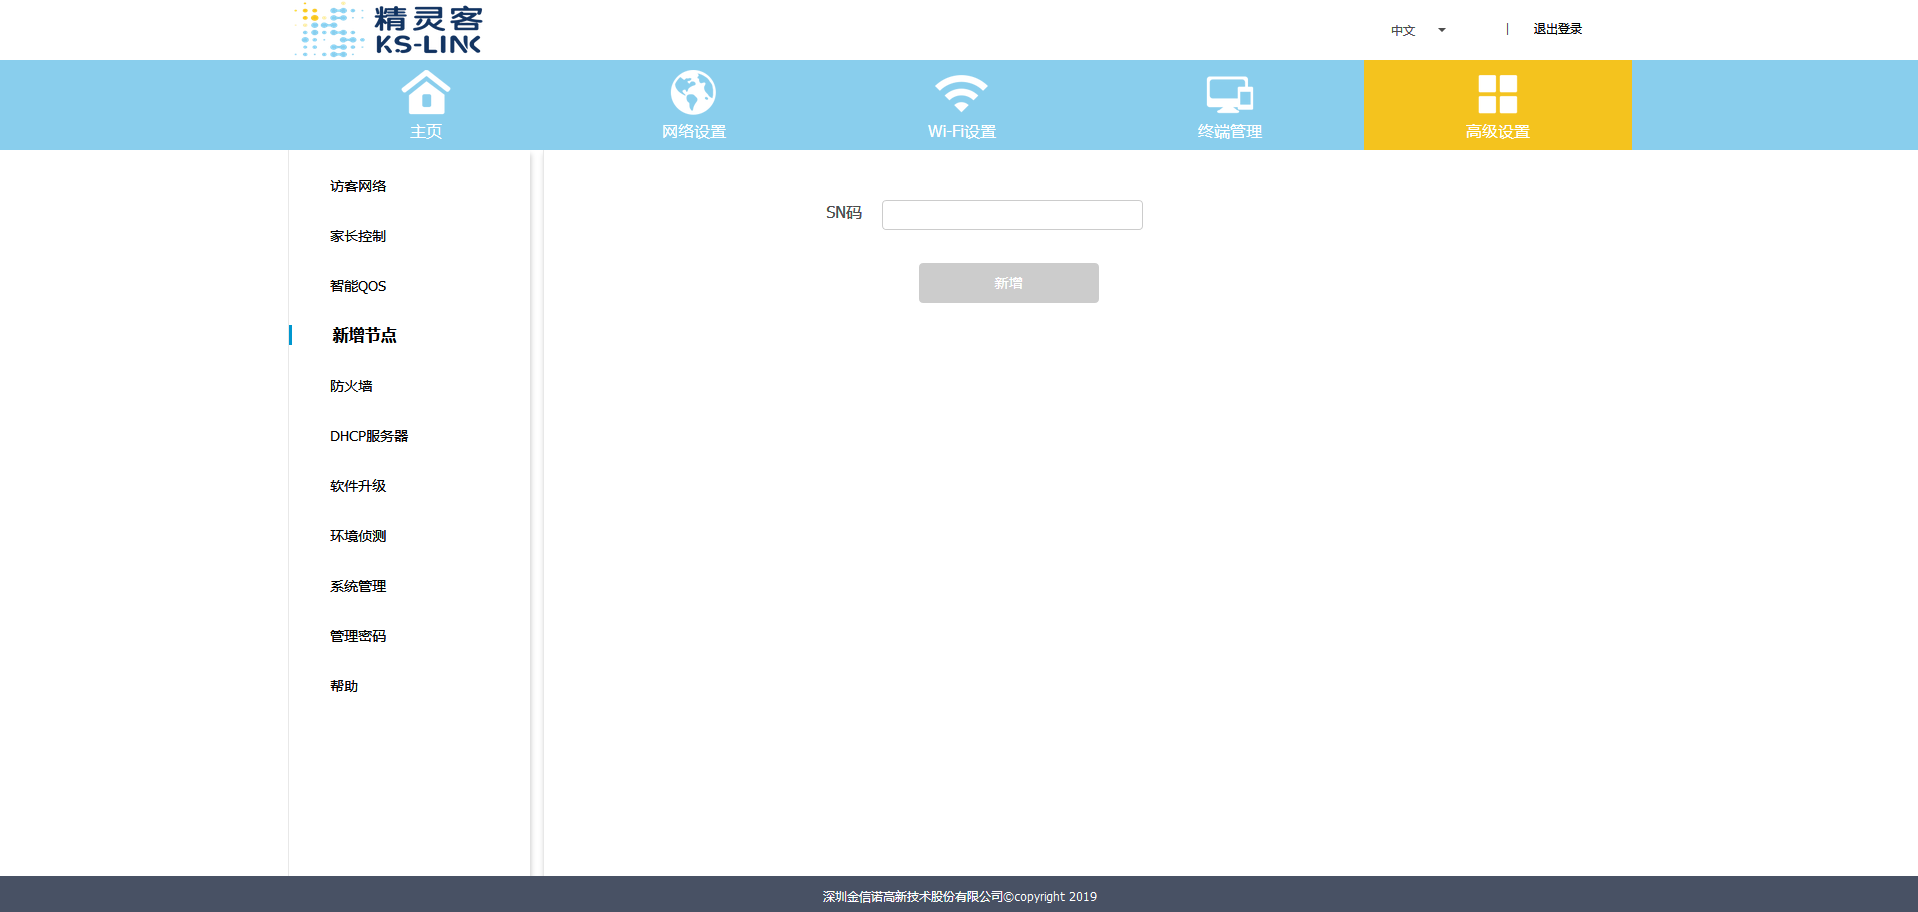 精灵客
KS-LINK
中文
退出登录
主页
网络设置
Wi-Fi设置
终端管理
高级设置
访客网络
家长控制
智能QOS
新增节点
防火墙
DHCP服务器
软件升级
环境侦测
系统管理
管理密码
帮助
SN码
新增
深圳金信诺高新技术股份有限公司©copyright 2019